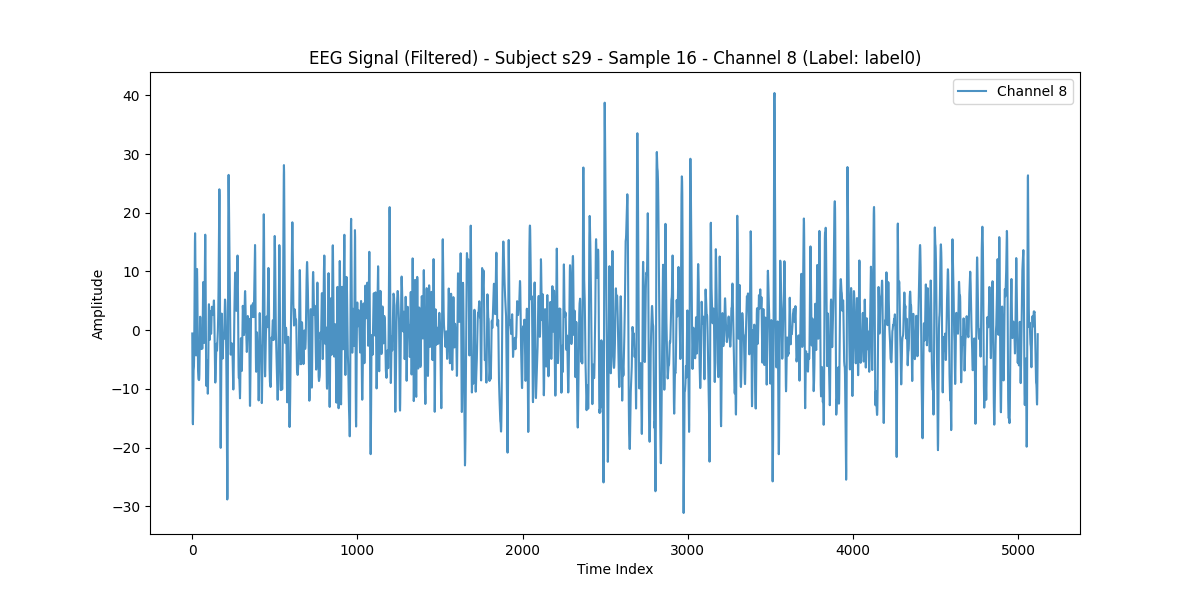 EEG Signal (Filtered) - Subject s29 - Sample 16 - Channel 8 (Label: label0)
Channel 8
40
30
20
10
0
−10
−20
−30
Amplitude
0 1000 2000 3000 4000 5000
Time Index